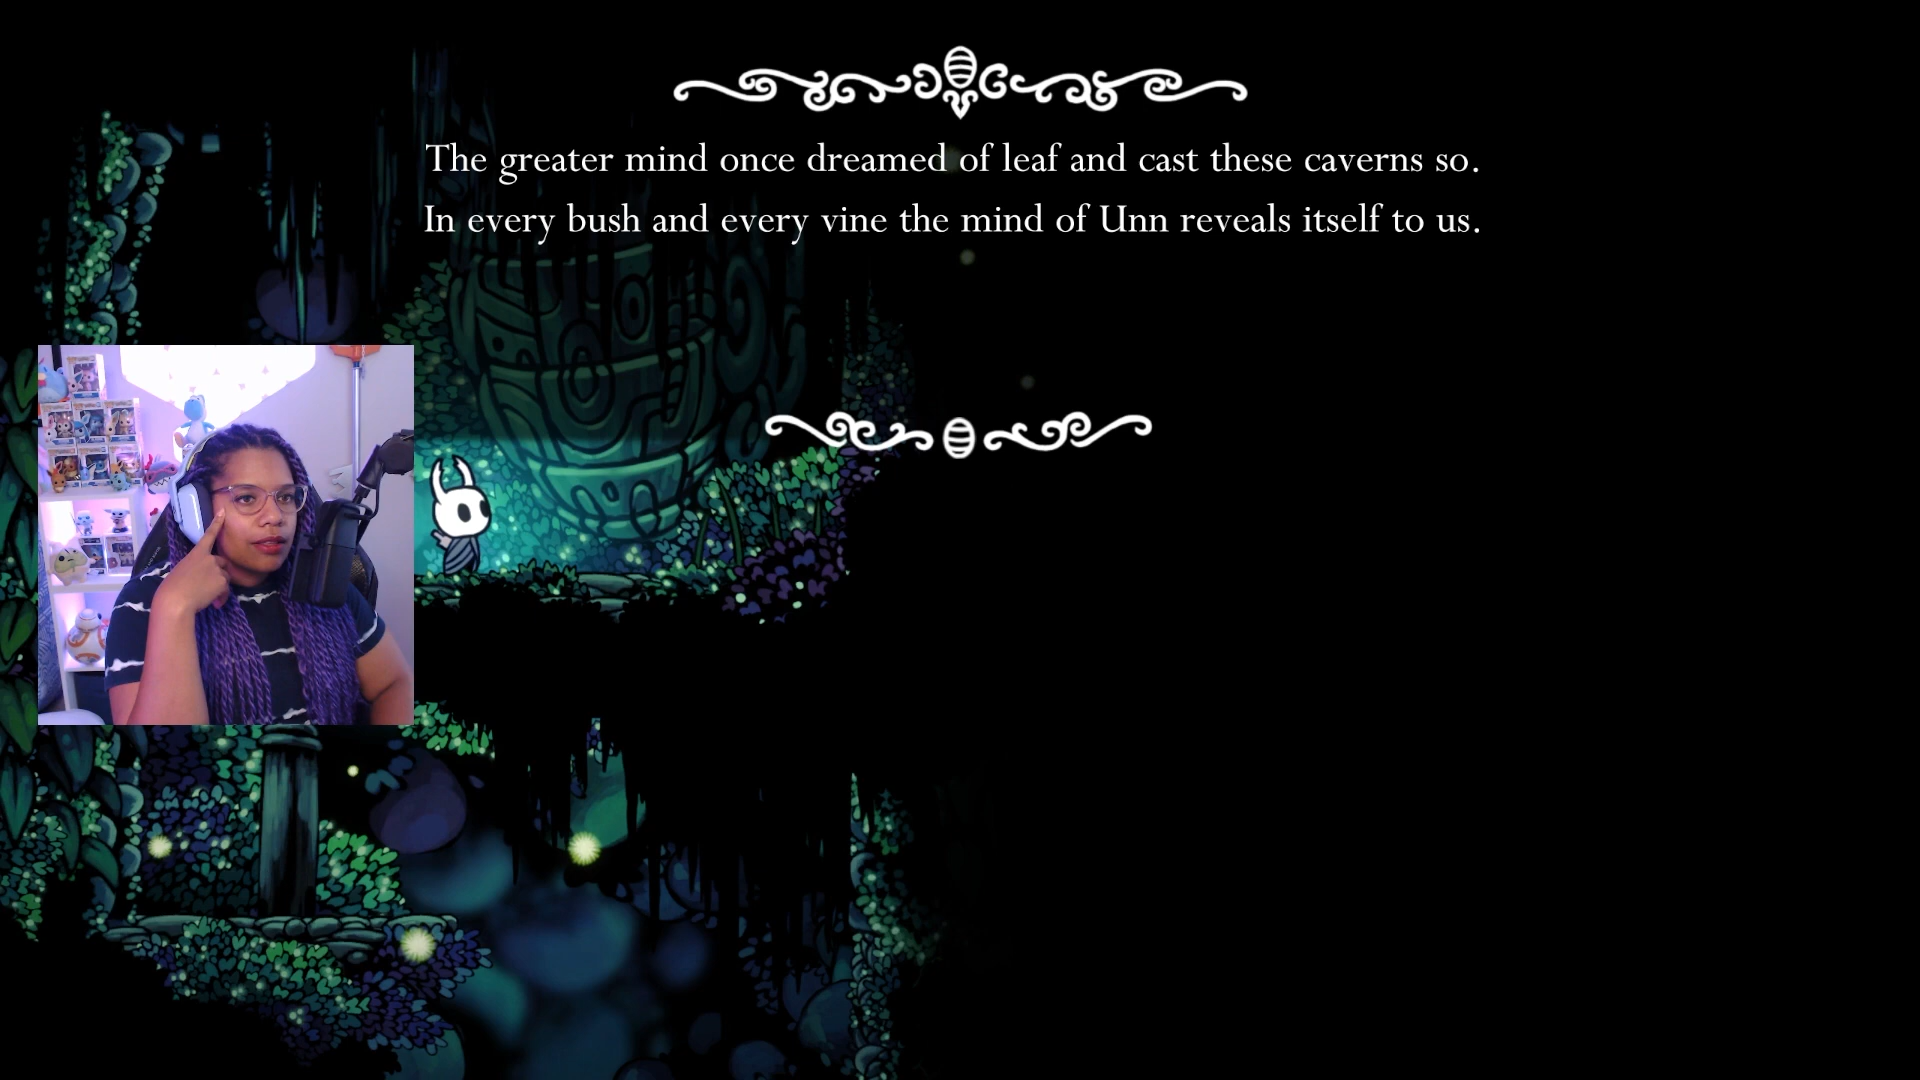 The greater mind once dreamed of leaf and cast these caverns so.
In every bush and every vine the mind of Unn reveals itself to us.